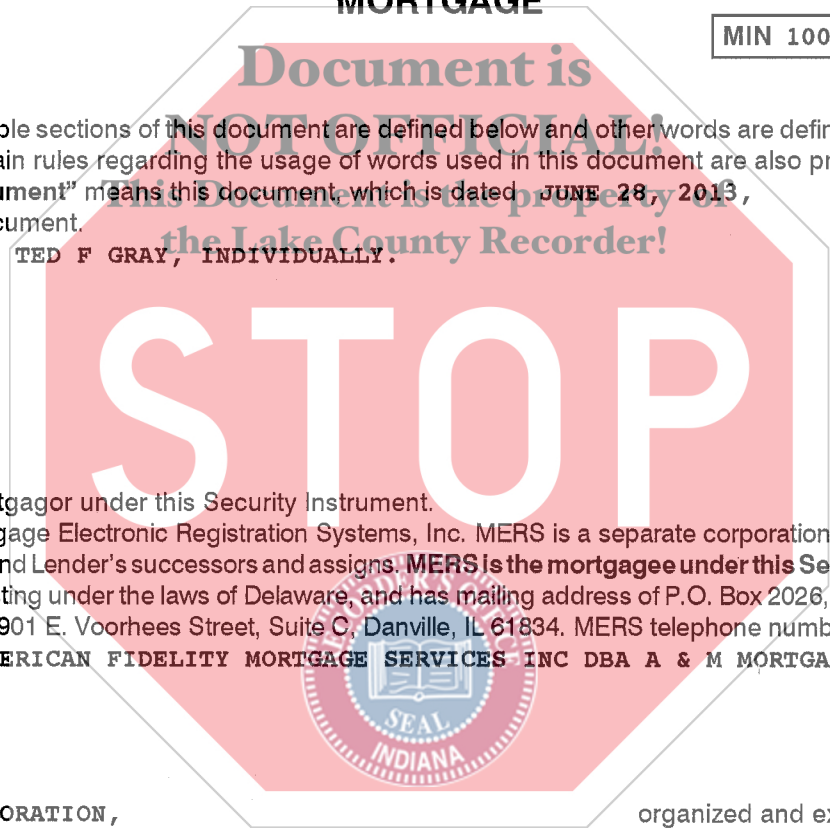 MORTGAGE
MIN 100
Document is
ble sections of this document are defined below and other words are defin
NOT OFFICIAL!
ain rules regarding the usage of words used in this document are also pr
ument” means this document, which is dated JUNE 28, 2013,
This Document is the property of
cument.
the Lake County Recorder!
TED F GRAY, INDIVIDUALLY.
STOP
tgagor under this Security Instrument.
gage Electronic Registration Systems, Inc. MERS is a separate corporation
nd Lender’s successors and assigns. MERS is the mortgagee under this Se
ting under the laws of Delaware, and has mailing address of P.O. Box 2026,
901 E. Voorhees Street, Suite C, Danville, IL 61834. MERS telephone numb
ERICAN FIDELITY MORTGAGE SERVICES INC DBA A & M MORTGA
RECORDER'S OFFICE
SEAL
INDIANA
ORATION, organized and ex